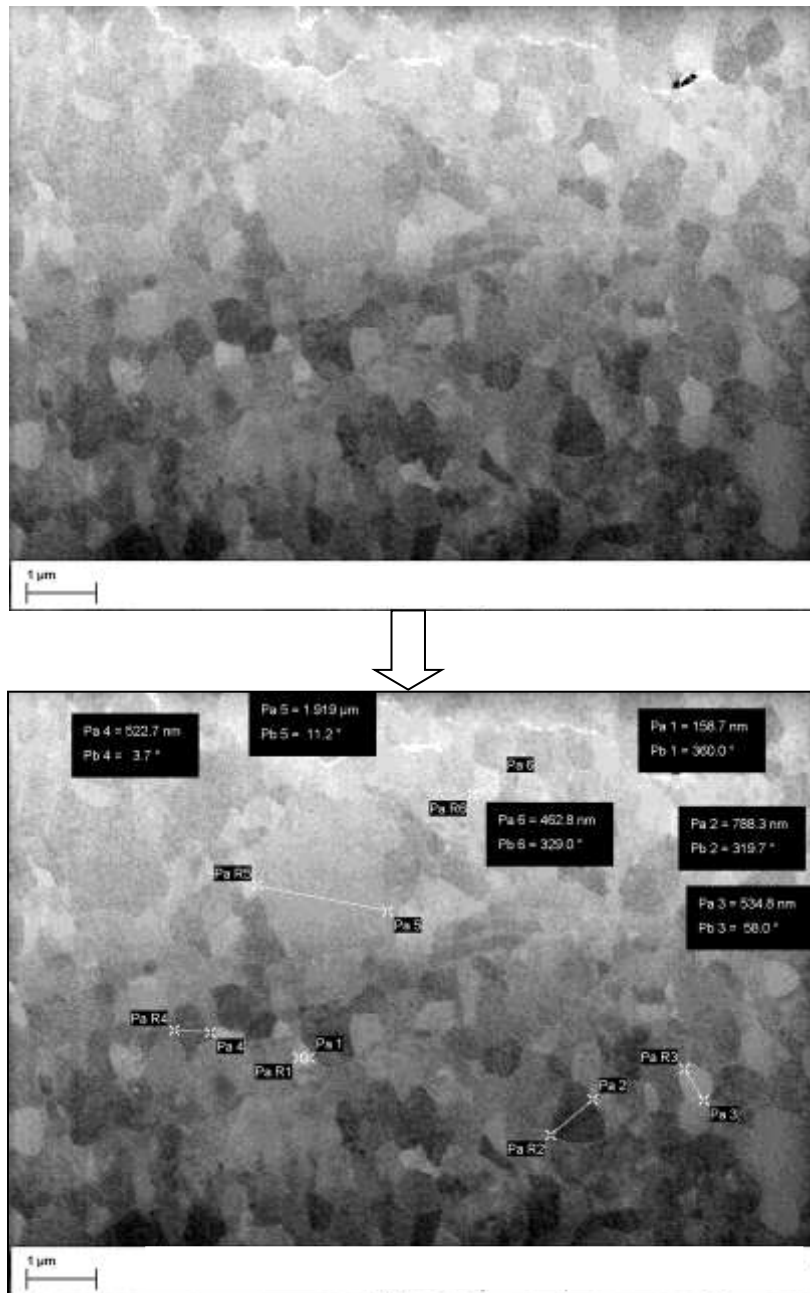 1 µm
Pa 4 = 522.7 nm
Pb 4 = 3.7 °
Pa 5 = 1.919 µm
Pb 5 = 11.2 °
Pa 1 = 158.7 nm
Pb 1 = 360.0 °
Pa 6
Pa R6
Pa 6 = 462.8 nm
Pb 6 = 329.0 °
Pa 2 = 788.3 nm
Pb 2 = 319.7 °
Pa R5
Pa 5
Pa 3 = 534.8 nm
Pb 3 = 58.0 °
Pa R4
Pa 4
Pa 1
Pa R1
Pa R3
Pa 2
Pa 3
Pa R2
1 µm